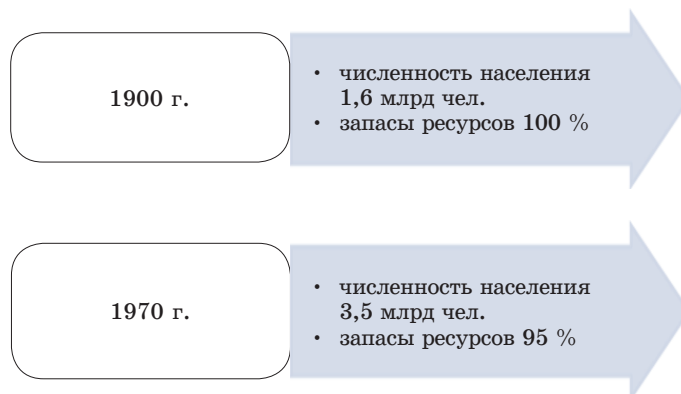 1900 г.
• численность населения
1,6 млрд чел.
• запасы ресурсов 100 %
1970 г.
• численность населения
3,5 млрд чел.
• запасы ресурсов 95 %